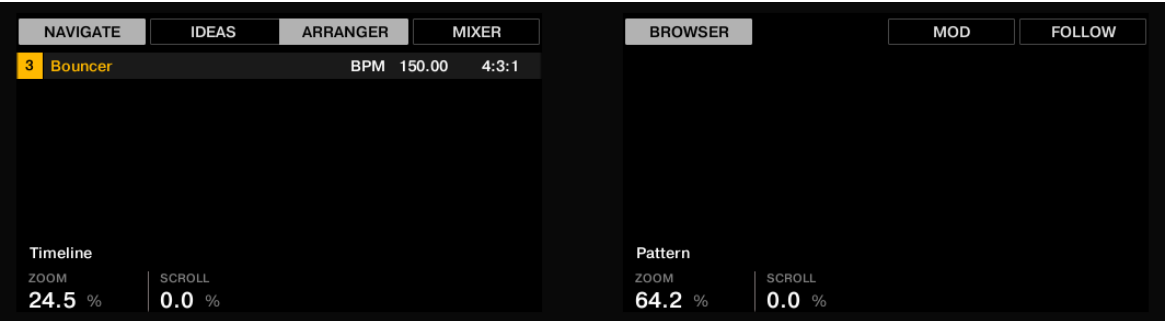 NAVIGATE IDEAS ARRANGER MIXER
3 Bouncer BPM 150.00 4:3:1
Timeline
ZOOM SCROLL
24.5 % 0.0 %
BROWSER MOD FOLLOW
Pattern
ZOOM SCROLL
64.2 % 0.0 %